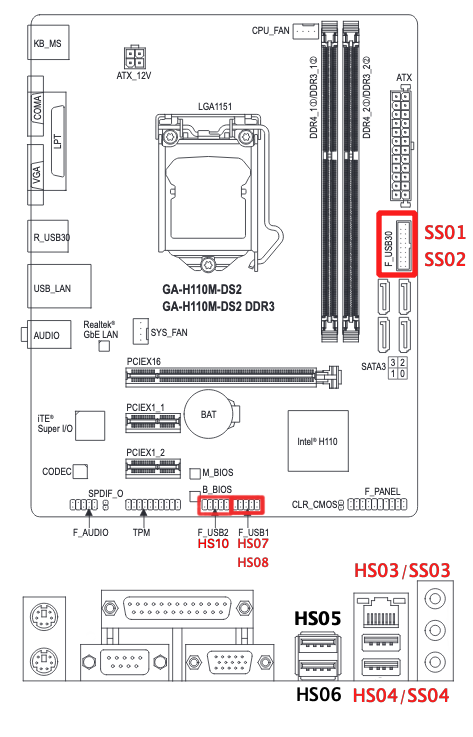 CPU_FAN
KB_MS
ATX_12V
ATX
LGA1151
DDR4_1①/DDR3_1②
DDR4_2①/DDR3_2②
COMA
LPT
VGA
R_USB30
F_USB30
SS01
SS02
USB_LAN
GA-H110M-DS2
GA-H110M-DS2 DDR3
AUDIO
Realtek®
GbE LAN
SYS_FAN
PCIEX16
SATA3
3 2
1 0
PCIEX1_1
BAT
iTE®
Super I/O
Intel® H110
PCIEX1_2
CODEC
M_BIOS
B_BIOS
SPDIF_O
CLR_CMOS
F_PANEL
F_AUDIO
TPM
F_USB2
F_USB1
HS10
HS07
HS08
HS03/SS03
HS05
HS06
HS04/SS04